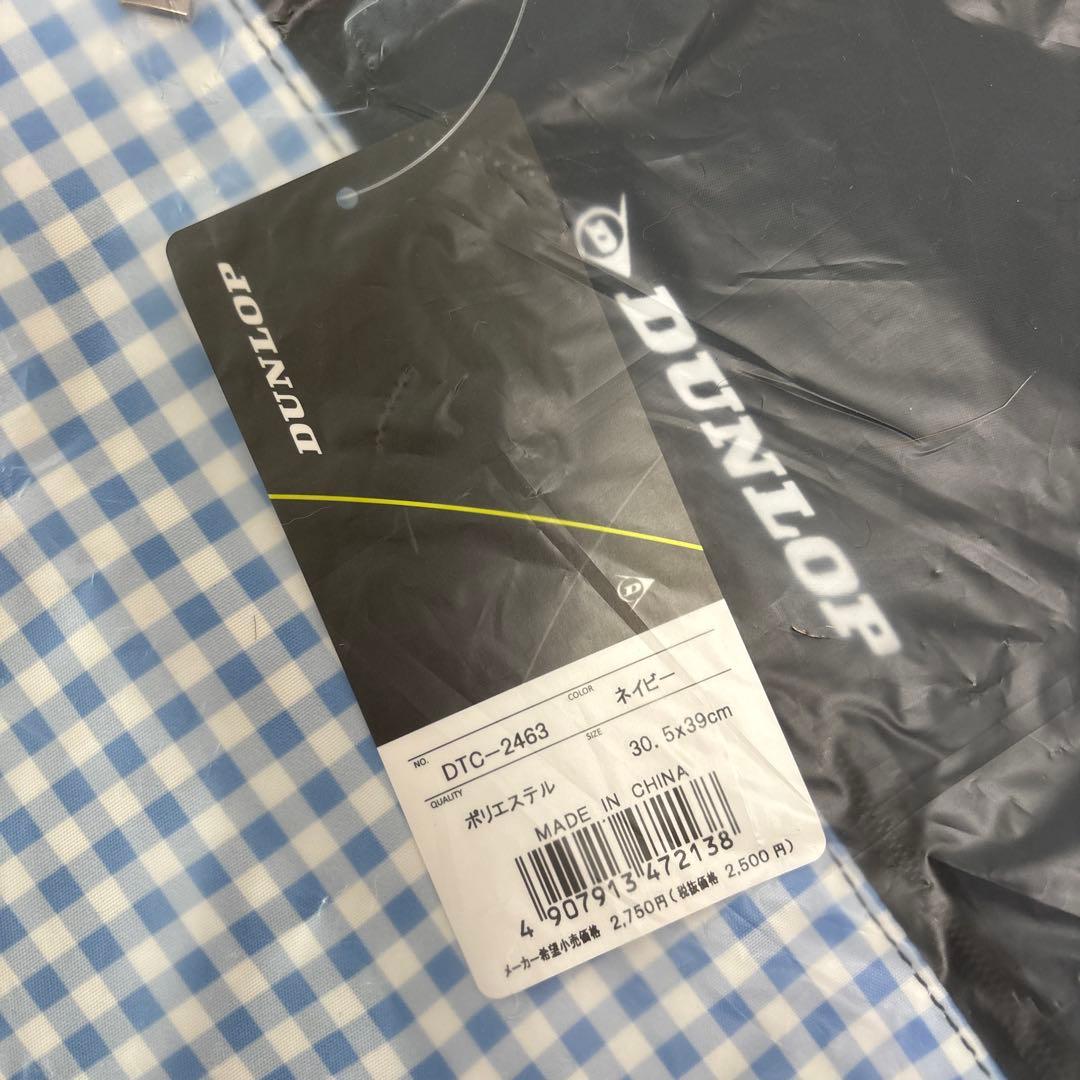 DUNLOP
D
DUNLOP
D
NO. DTC-2463
COLOR ネイビー
QUALITY ポリエステル
SIZE 30.5x39cm
MADE IN CHINA
4 907913 472138
メーカー希望小売価格 2,750円(税抜価格 2,500円)